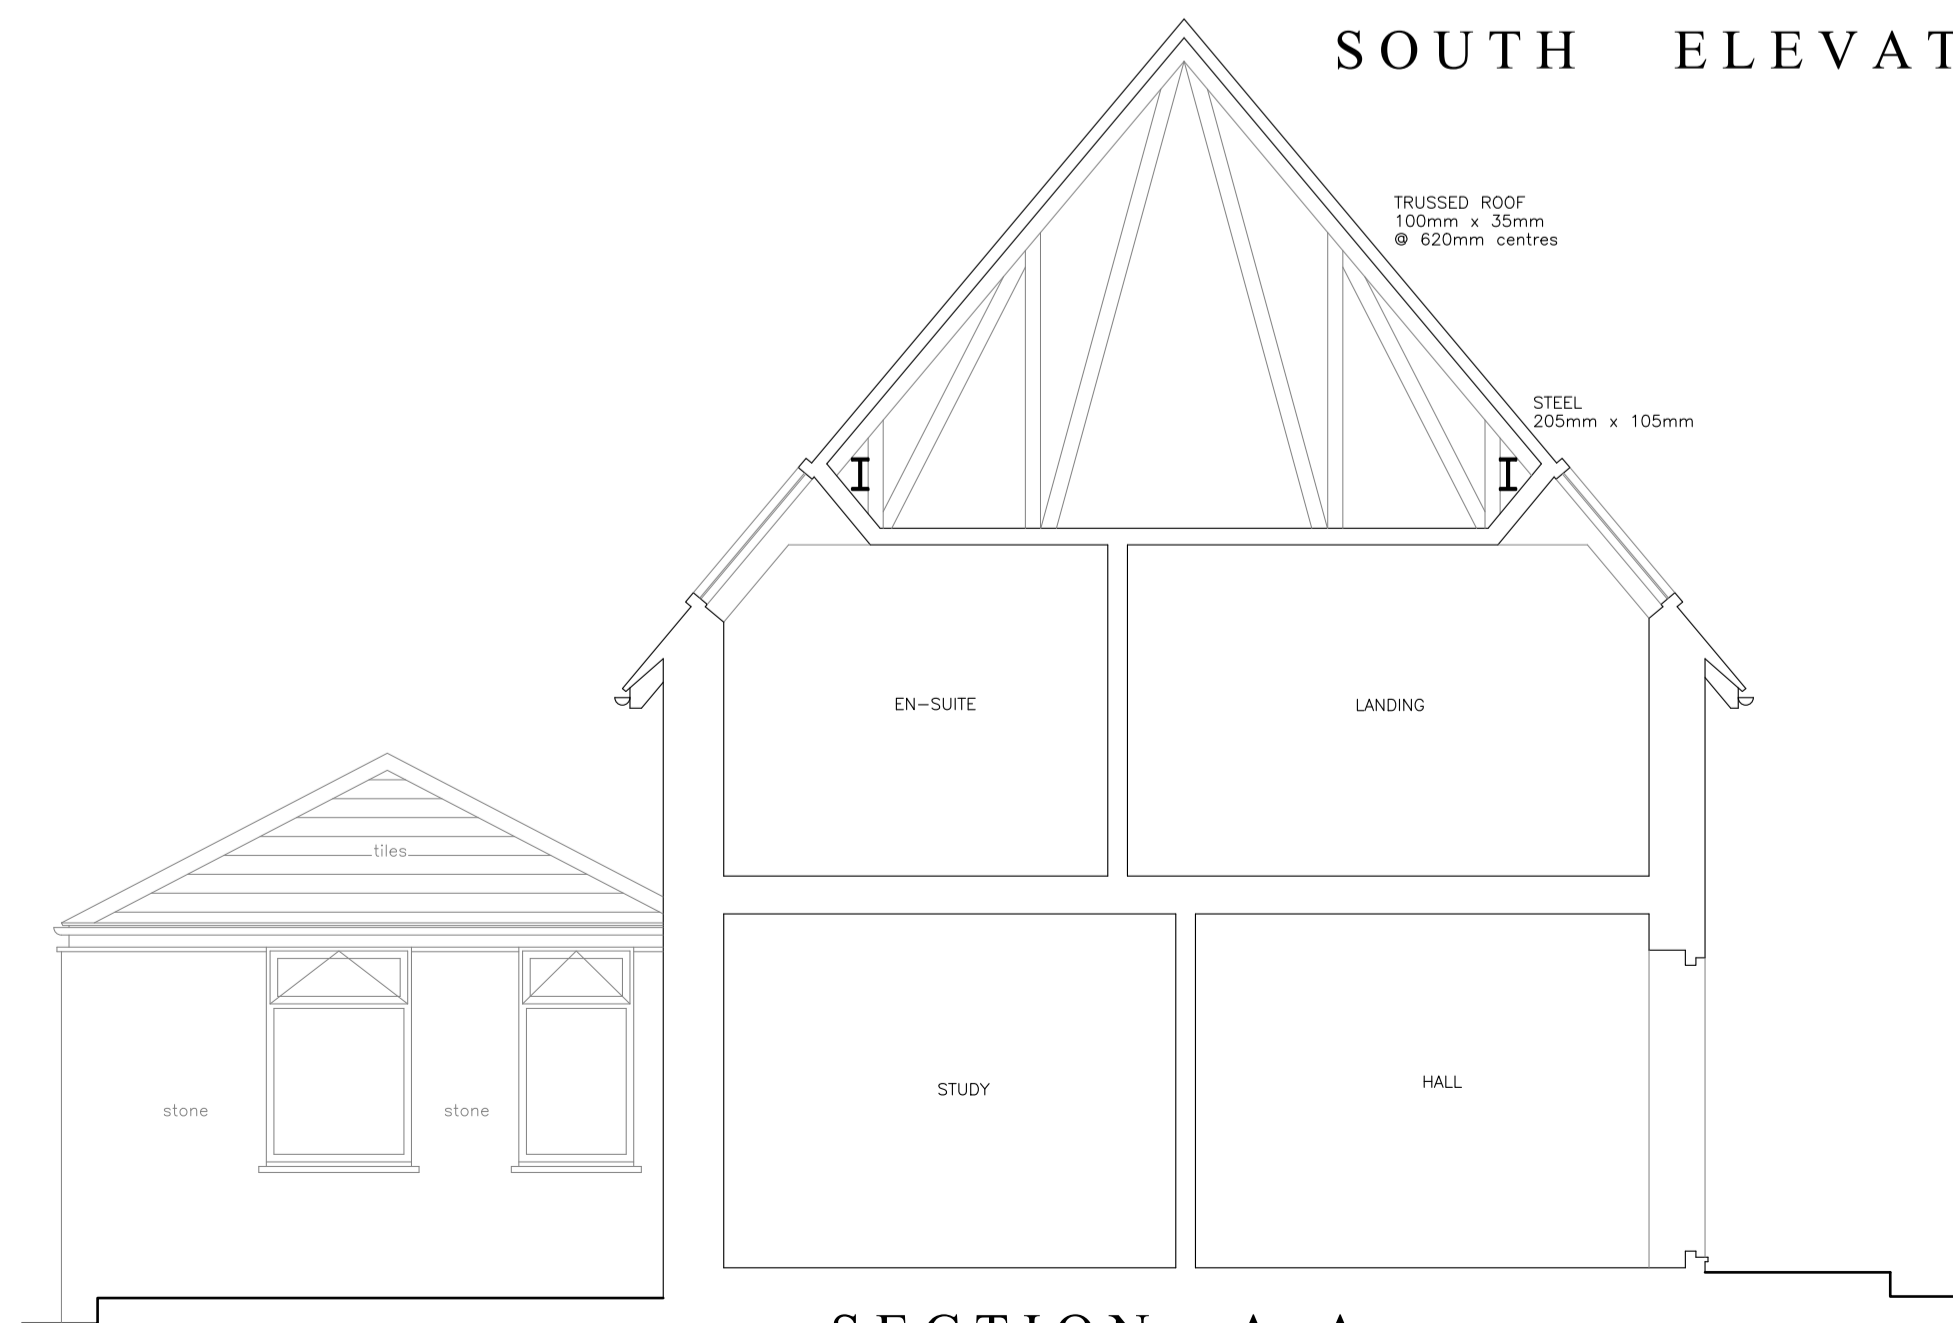 SOUTH ELEVAT
TRUSSED ROOF
100mm x 35mm
@ 620mm centres
STEEL
205mm x 105mm
EN-SUITE
LANDING
tiles
STUDY
HALL
stone
stone
SECTION A A